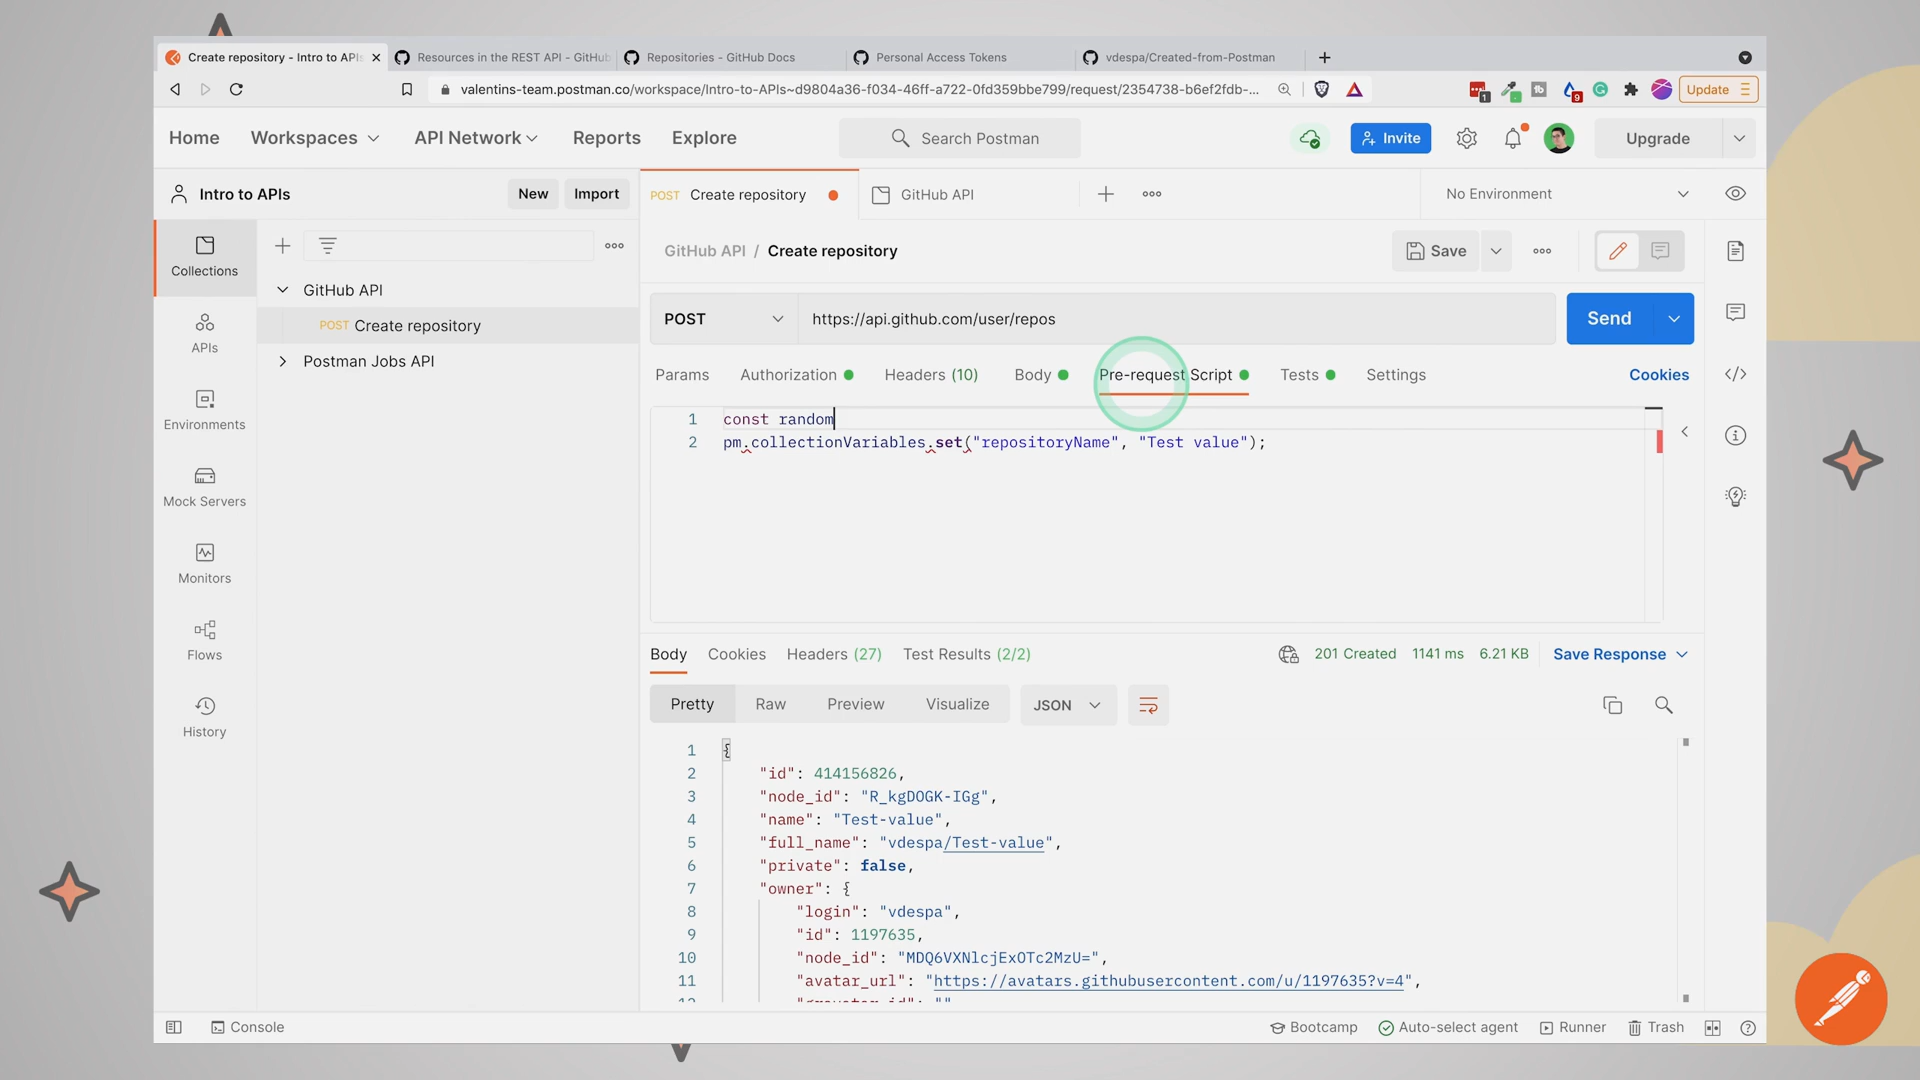 Create repository - Intro to APIs
Resources in the REST API - GitHub
Repositories - GitHub Docs
Personal Access Tokens
vdespa/Created-from-Postman
valentins-team.postman.co/workspace/Intro-to-APIs~d9804a36-f034-46ff-a722-0fd359bbe799/request/2354738-b6ef2fdb-...
1
9
Update
Home
Workspaces
API Network
Reports
Explore
Search Postman
Invite
Upgrade
Intro to APIs
New
Import
POST Create repository
GitHub API
No Environment
Collections
APIs
Environments
Mock Servers
Monitors
Flows
History
GitHub API
POST Create repository
Postman Jobs API
GitHub API / Create repository
Save
POST
https://api.github.com/user/repos
Send
Params
Authorization
Headers (10)
Body
Pre-request Script
Tests
Settings
Cookies
1 const random
2 pm.collectionVariables.set("repositoryName", "Test value");
Body
Cookies
Headers (27)
Test Results (2/2)
201 Created
1141 ms
6.21 KB
Save Response
Pretty
Raw
Preview
Visualize
JSON
1 {
2 "id": 414156826,
3 "node_id": "R_kgDOGK-IGg",
4 "name": "Test-value",
5 "full_name": "vdespa/Test-value",
6 "private": false,
7 "owner": {
8 "login": "vdespa",
9 "id": 1197635,
10 "node_id": "MDQ6VXNlcjExOTc2MzU=",
11 "avatar_url": "https://avatars.githubusercontent.com/u/1197635?v=4",
Console
Bootcamp
Auto-select agent
Runner
Trash